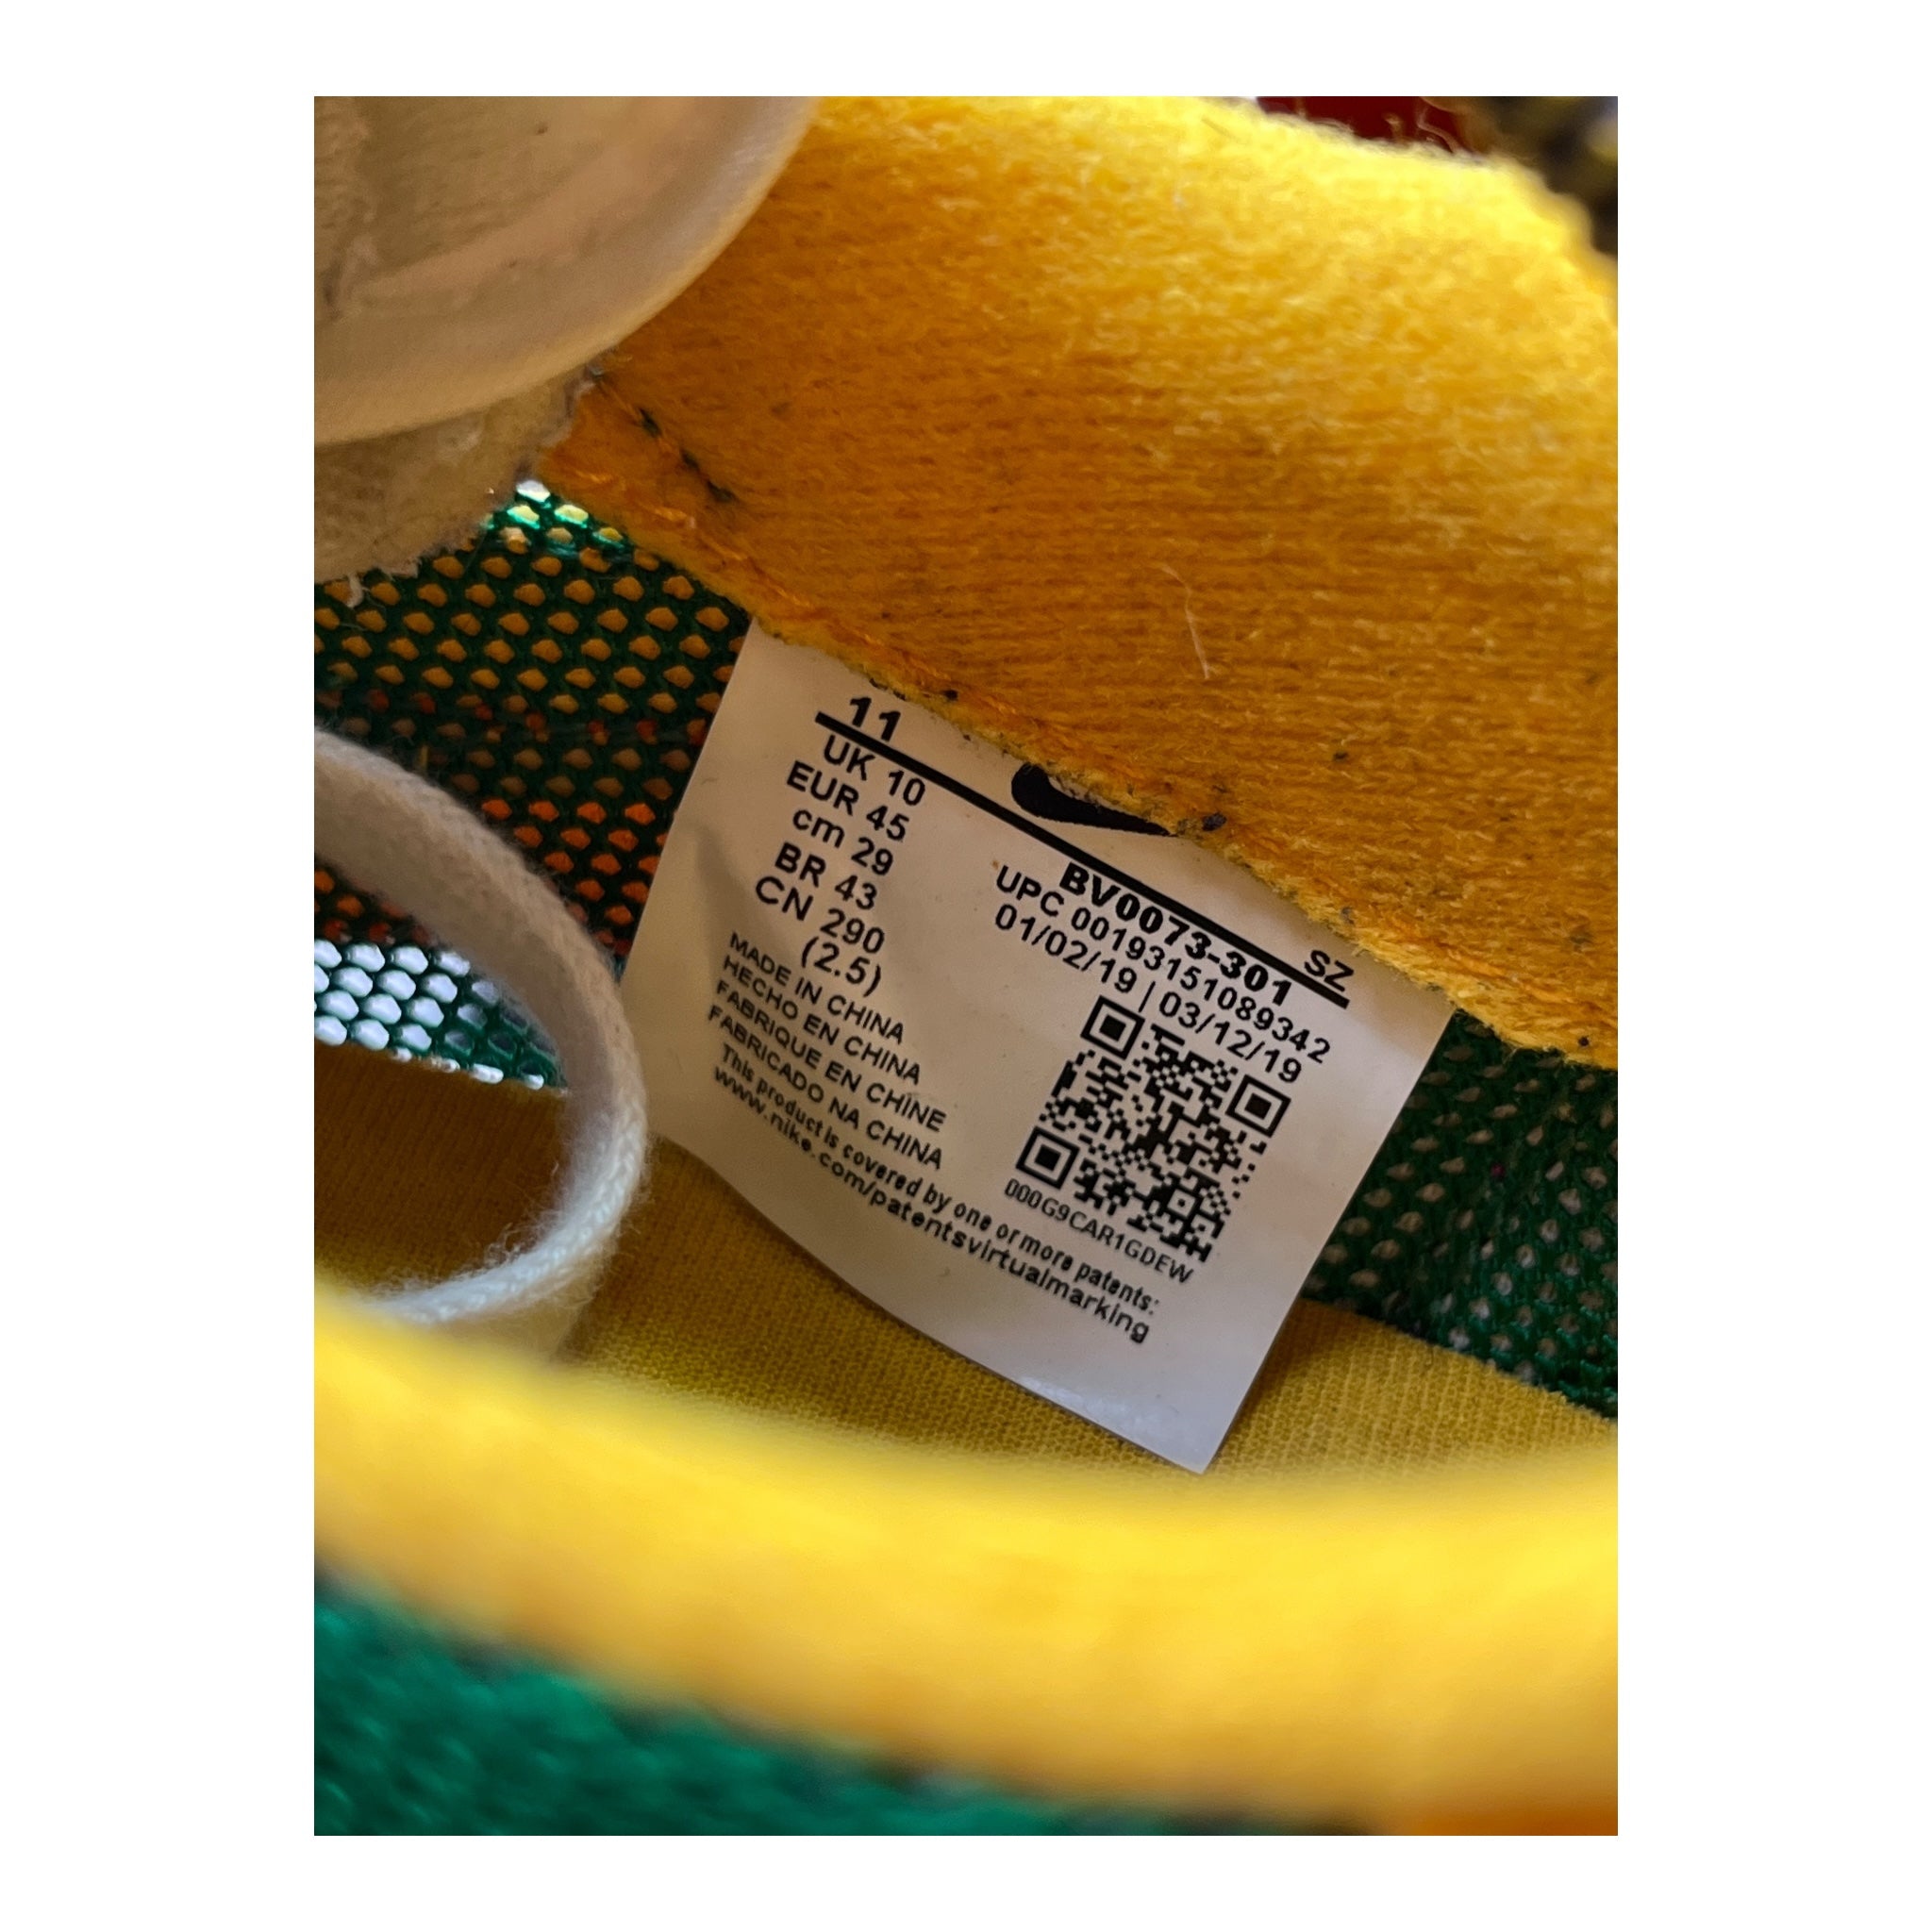 11
UK 10
EUR 45
cm 29
BR 43
CN 290
(2.5)
MADE IN CHINA
HECHO EN CHINA
FABRIQUE EN CHINE
FABRICADO NA CHINA
This product is covered by one or more patents:
www.nike.com/patentsvirtualmarking
SZ
BV0073-301
UPC 00193151089342
01/02/19 | 03/12/19
000G9CAR1GDEW